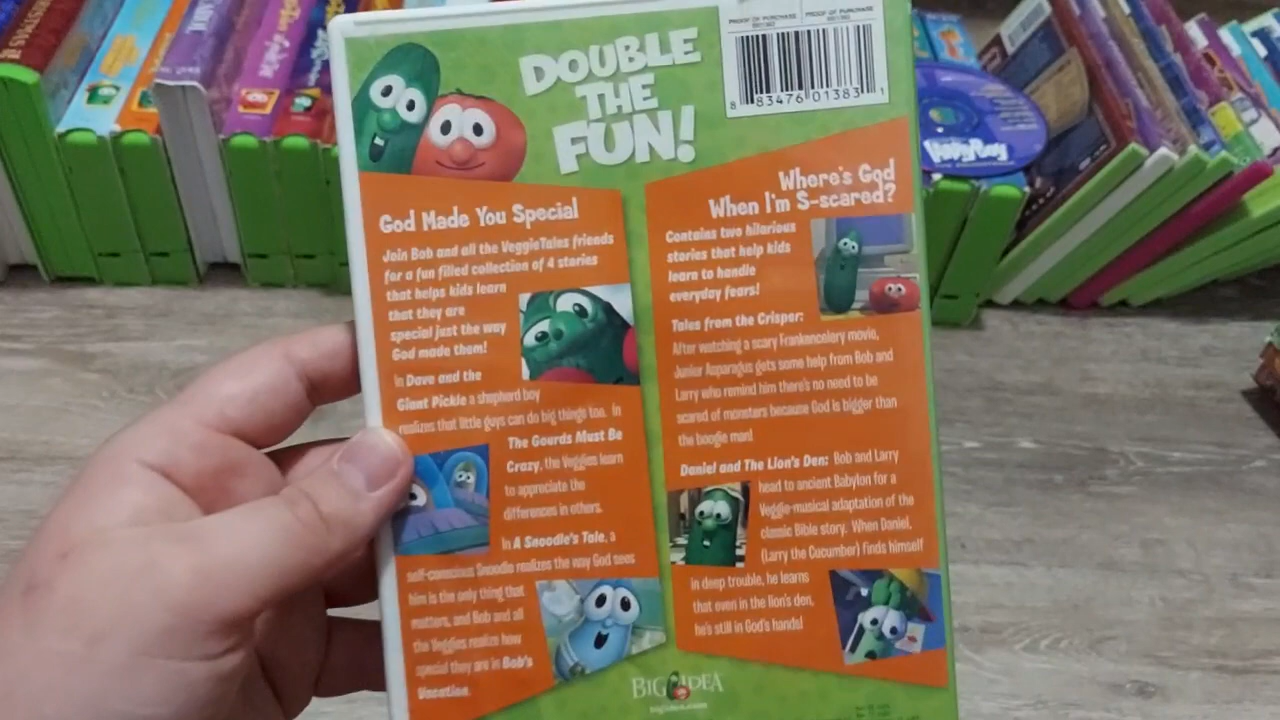 DOUBLE
THE
FUN!
PROOF OF PURCHASE
PROOF OF PURCHASE
8 83476 01383 1
God Made You Special
Join Bob and all the VeggieTales friends
for a fun filled collection of 4 stories
that helps kids learn
that they are
special just the way
God made them!
In Dave and the
Giant Pickle a shepherd boy
realizes that little guys can do big things too. In
The Gourds Must Be
Crazy, the Veggies learn
to appreciate the
differences in others.
In A Snoodle's Tale, a
self-conscious Snoodle realizes the way God sees
him is the only thing that
matters, and Bob and all
the Veggies realize how
special they are in Bob's
Vacation.
Where's God
When I'm S-scared?
Contains two hilarious
stories that help kids
learn to handle
everyday fears!
Tales from the Crisper:
After watching a scary Frankencelery movie,
Junior Asparagus gets some help from Bob and
Larry who remind him there's no need to be
scared of monsters because God is bigger than
the boogie man!
Daniel and The Lion's Den: Bob and Larry
head to ancient Babylon for a
Veggie-musical adaptation of the
classic Bible story. When Daniel,
(Larry the Cucumber) finds himself
in deep trouble, he learns
that even in the lion's den,
he's still in God's hands!
BIG IDEA
bigidea.com